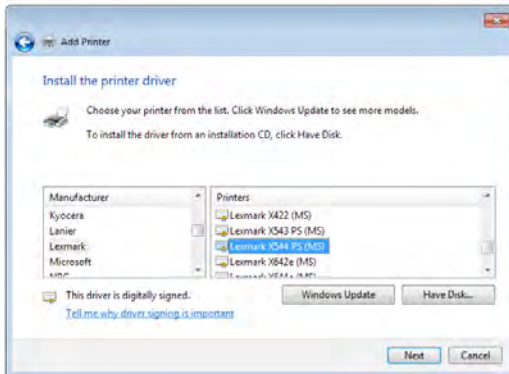 Add Printer
Install the printer driver
Choose your printer from the list. Click Windows Update to see more models.
To install the driver from an installation CD, click Have Disk.
Manufacturer
Kyocera
Lanier
Lexmark
Microsoft
Printers
Lexmark X422 (MS)
Lexmark X543 PS (MS)
Lexmark X544 PS (MS)
Lexmark X642e (MS)
This driver is digitally signed.
Tell me why driver signing is important
Windows Update
Have Disk...
Next
Cancel